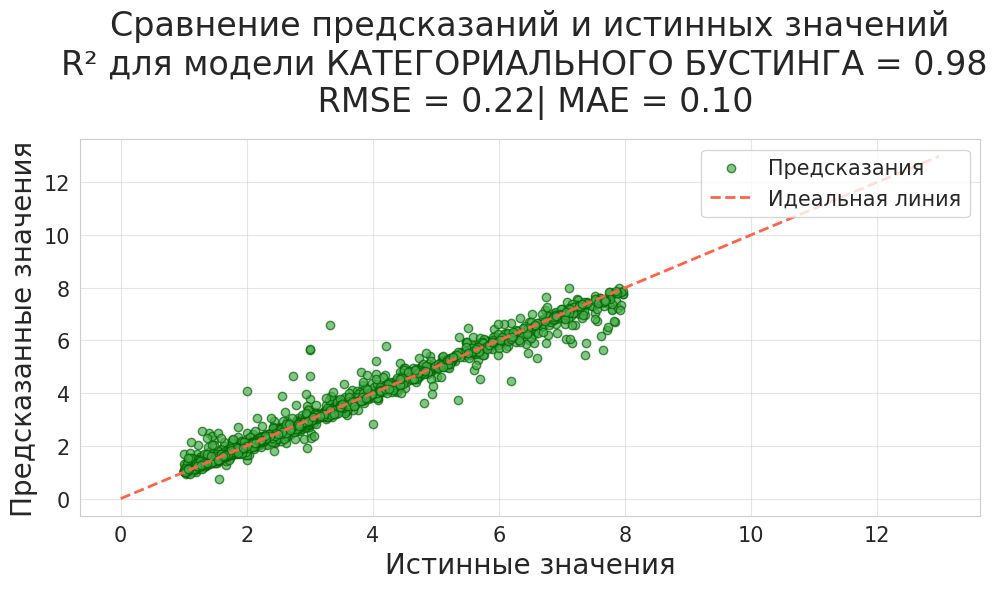 Сравнение предсказаний и истинных значений
R² для модели КАТЕГОРИАЛЬНОГО БУСТИНГА = 0.98
RMSE = 0.22| MAE = 0.10
Предсказанные значения
12
10
8
6
4
2
0
Предсказания
Идеальная линия
0 2 4 6 8 10 12
Истинные значения